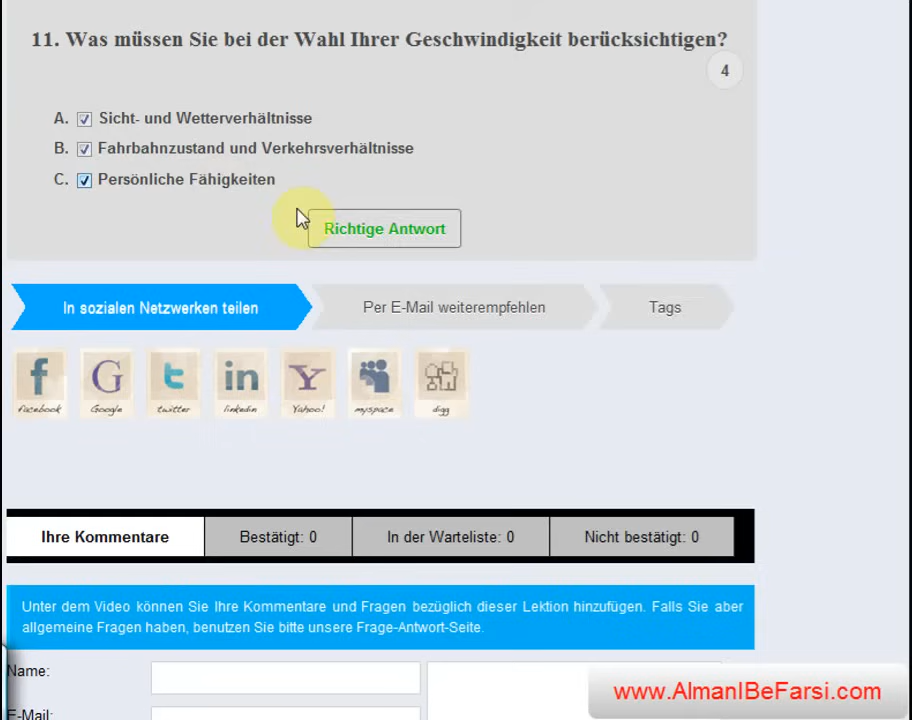 11. Was müssen Sie bei der Wahl Ihrer Geschwindigkeit berücksichtigen?
4
A. Sicht- und Wetterverhältnisse
B. Fahrbahnzustand und Verkehrsverhältnisse
C. Persönliche Fähigkeiten
Richtige Antwort
In sozialen Netzwerken teilen Per E-Mail weiterempfehlen Tags
facebook Google twitter linkedin Yahoo! myspace digg
Ihre Kommentare Bestätigt: 0 In der Warteliste: 0 Nicht bestätigt: 0
Unter dem Video können Sie Ihre Kommentare und Fragen bezüglich dieser Lektion hinzufügen. Falls Sie aber
allgemeine Fragen haben, benutzen Sie bitte unsere Frage-Antwort-Seite.
Name:
www.AlmanIBeFarsi.com
E-Mail: